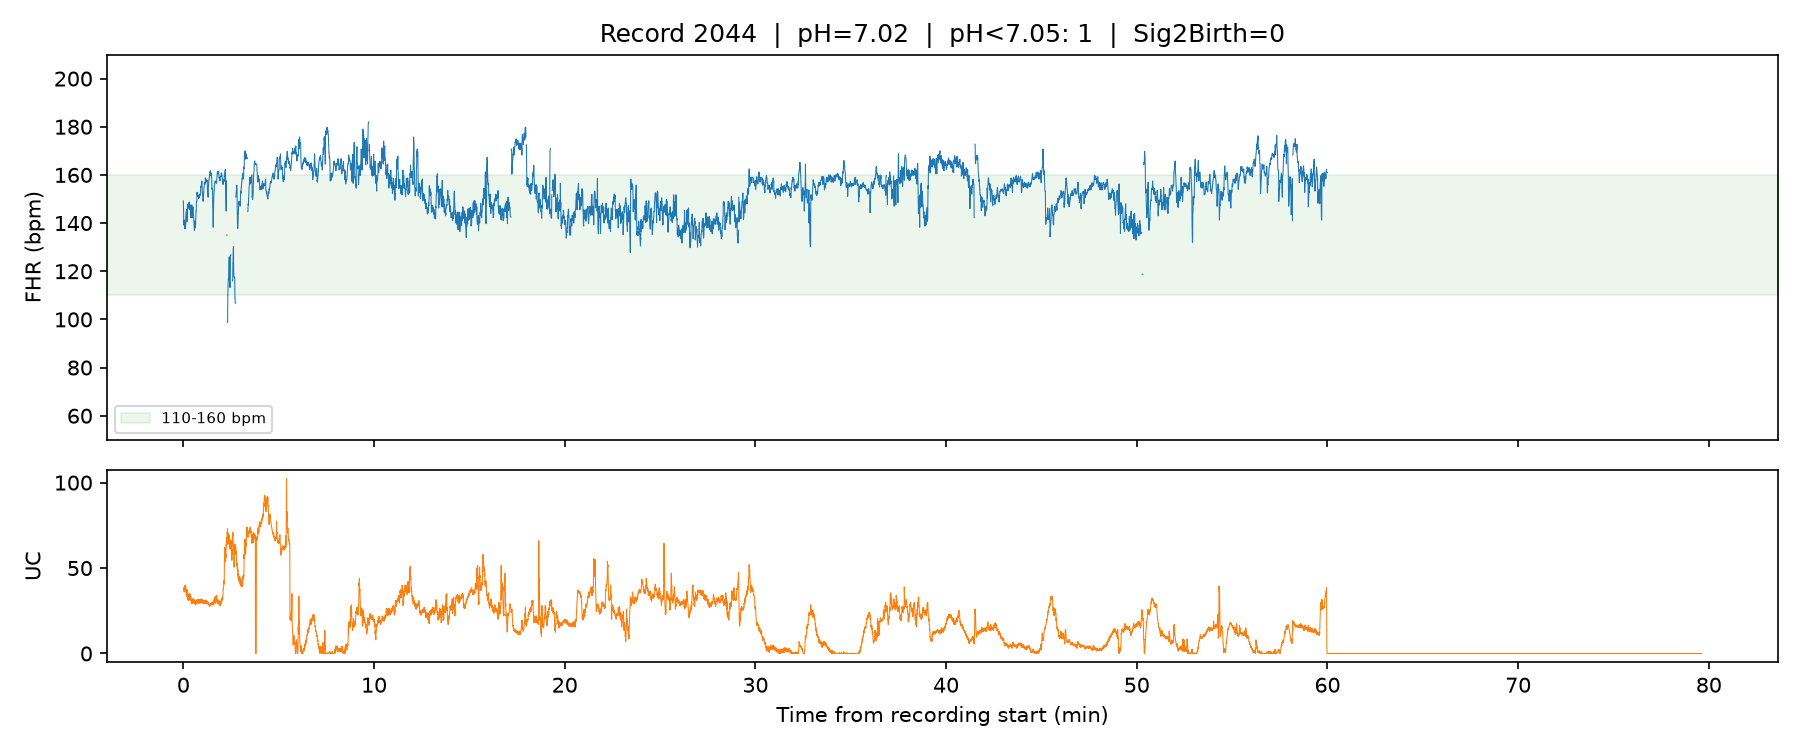 Record 2044 | pH=7.02 | pH<7.05: 1 | Sig2Birth=0
FHR (bpm)
200
180
160
140
120
100
80
60
110-160 bpm
UC
100
50
0
0 10 20 30 40 50 60 70 80
Time from recording start (min)